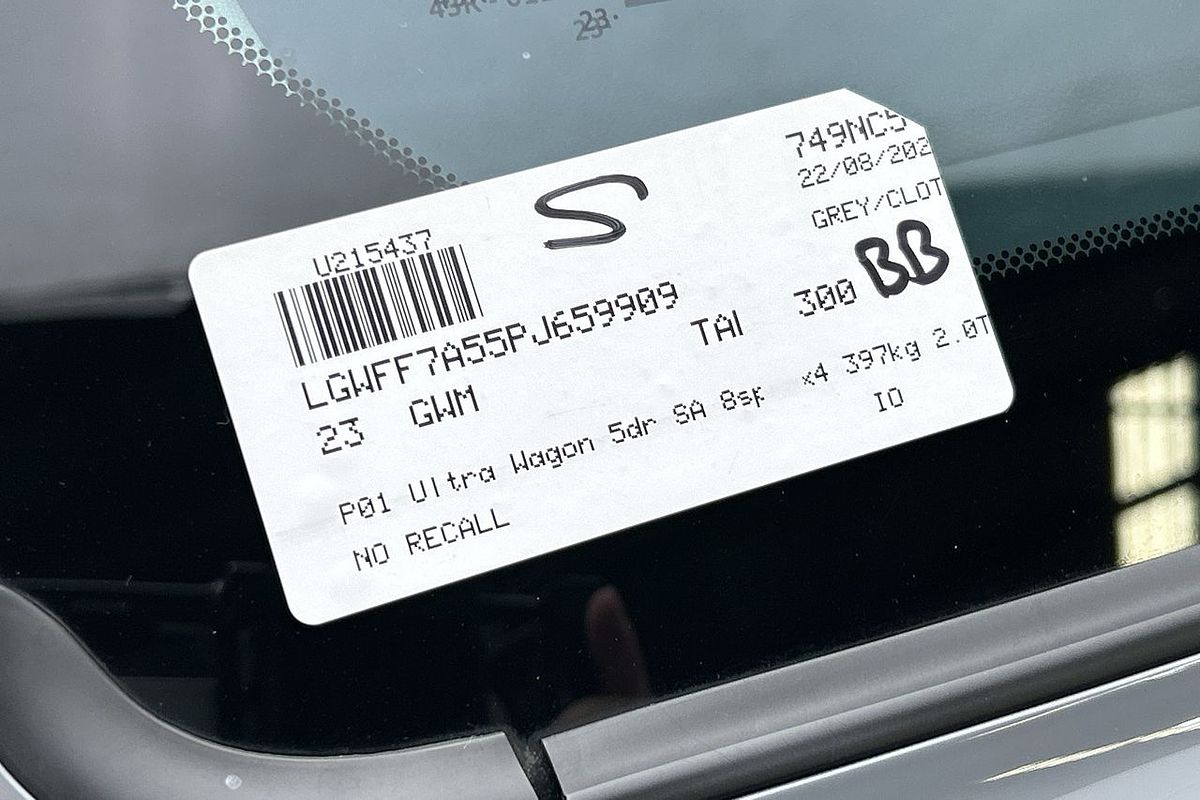 23
S
749NC5
22/08/202
GREY/CLOT
BB
U215437
LGWFF7A55PJ659909
TAI 300
23 GWM
x4 397kg 2.0T
P01 Ultra Wagon 5dr SA 8sp
IO
NO RECALL